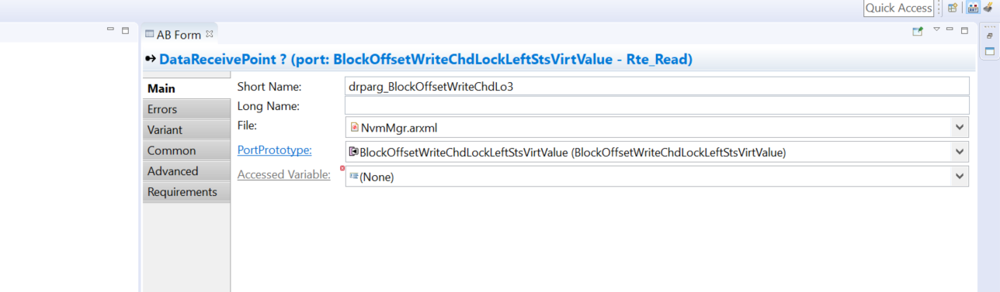 Quick Access
AB Form
DataReceivePoint ? (port: BlockOffsetWriteChdLockLeftStsVirtValue - Rte_Read)
Main
Errors
Variant
Common
Advanced
Requirements
Short Name: drparg_BlockOffsetWriteChdLo3
Long Name:
File: NvmMgr.arxml
PortPrototype: BlockOffsetWriteChdLockLeftStsVirtValue (BlockOffsetWriteChdLockLeftStsVirtValue)
Accessed Variable: (None)